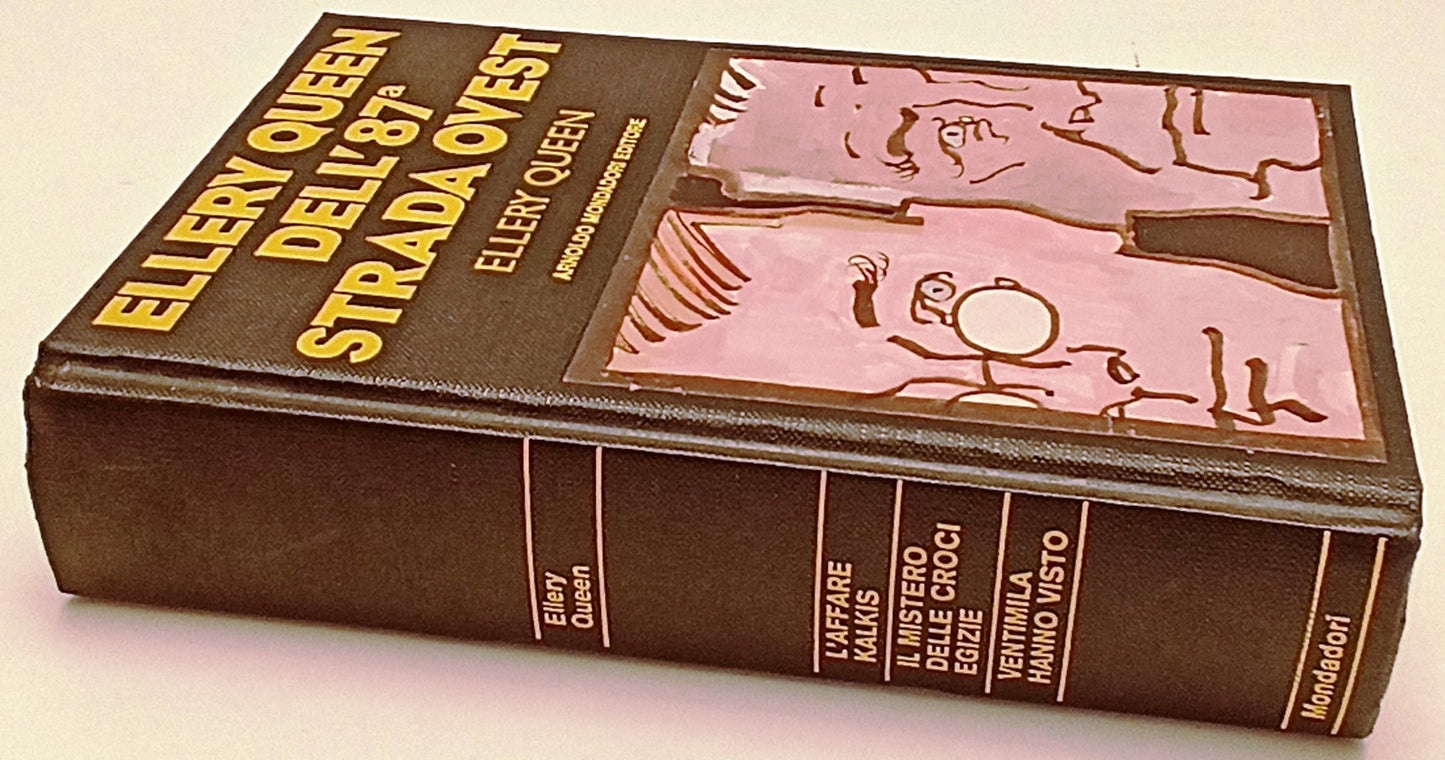 ELLERY QUEEN
DELL'87ª
STRADA OVEST
ELLERY QUEEN
ARNOLDO MONDADORI EDITORE
Ellery
Queen
L'AFFARE
KALKIS
IL MISTERO
DELLE CROCI
EGIZIE
VENTIMILA
HANNO VISTO
Mondadori